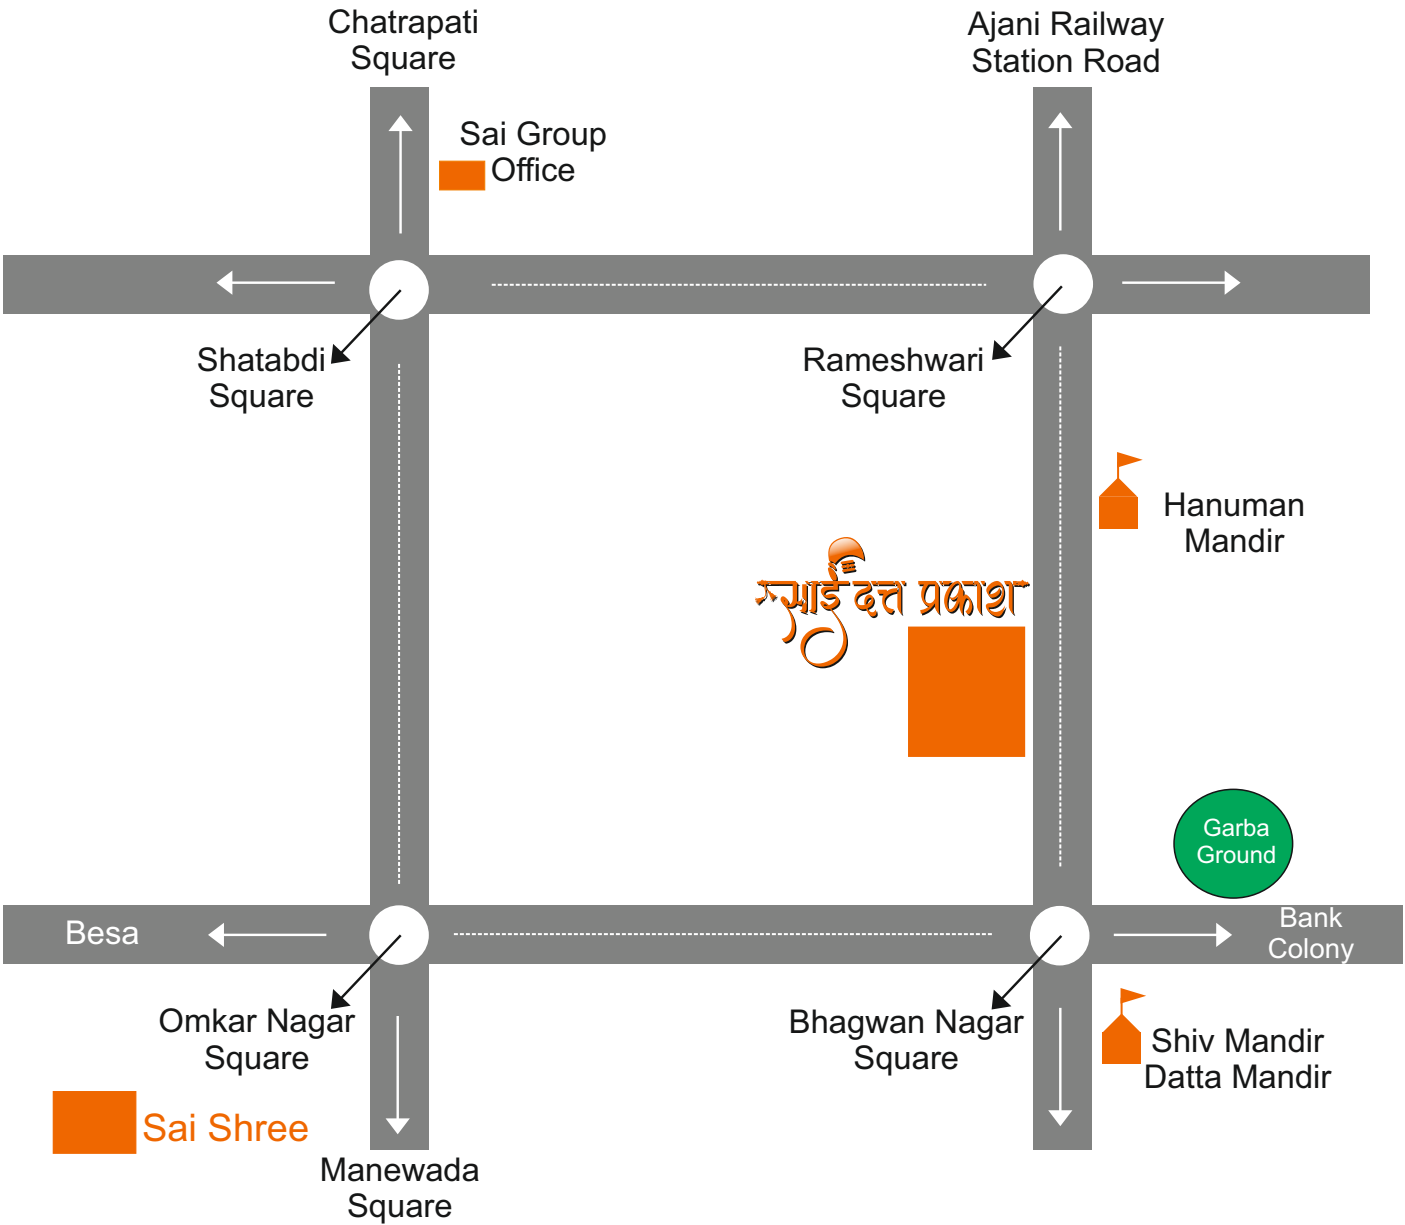 Chatrapati
Square
Ajani Railway
Station Road
Sai Group
Office
Shatabdi
Square
Rameshwari
Square
Hanuman
Mandir
साई दत्त प्रकाश
Garba
Ground
Besa
Bank
Colony
Omkar Nagar
Square
Bhagwan Nagar
Square
Shiv Mandir
Datta Mandir
Sai Shree
Manewada
Square